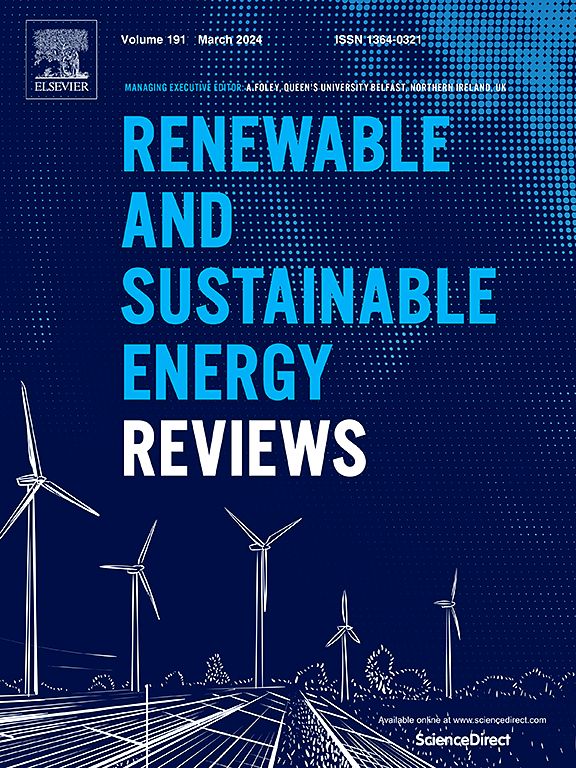 Volume 191 March 2024 ISSN 1364-0321
ELSEVIER
MANAGING EXECUTIVE EDITOR: A.FOLEY, QUEEN'S UNIVERSITY BELFAST, NORTHERN IRELAND, UK
RENEWABLE
AND
SUSTAINABLE
ENERGY
REVIEWS
Available online at www.sciencedirect.com
ScienceDirect